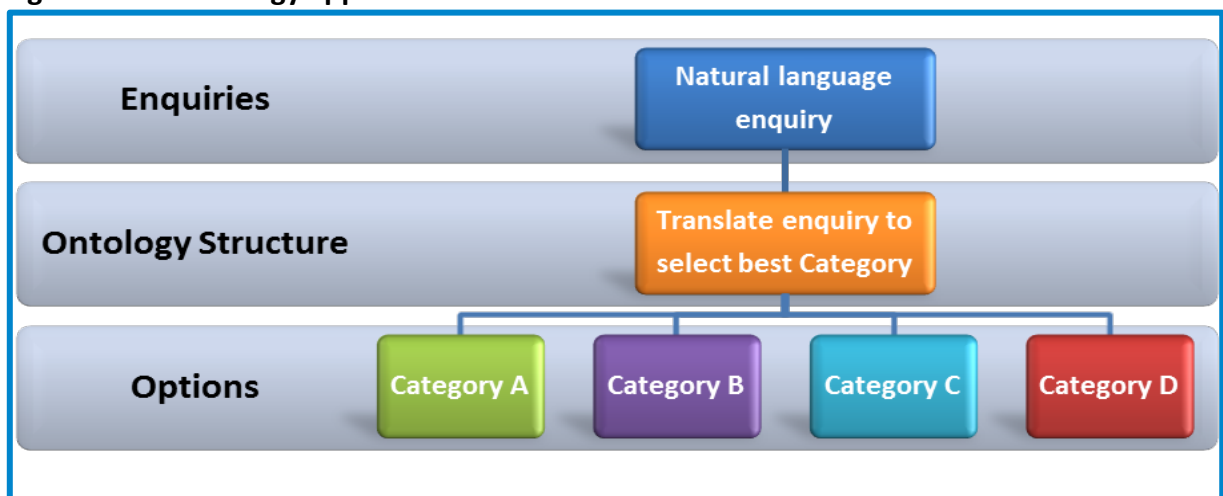 Enquiries
Natural language
enquiry
Ontology Structure
Translate enquiry to
select best Category
Options
Category A
Category B
Category C
Category D